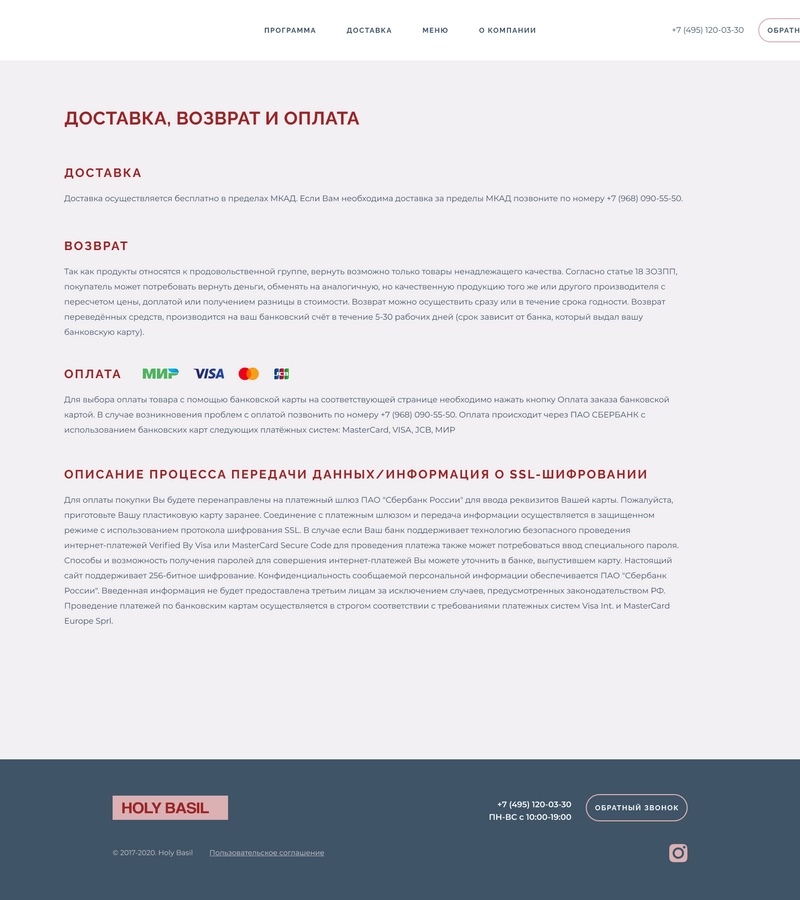 ПРОГРАММА ДОСТАВКА МЕНЮ О КОМПАНИИ +7 (495) 120-03-30 ОБРАТН
ДОСТАВКА, ВОЗВРАТ И ОПЛАТА
ДОСТАВКА
Доставка осуществляется бесплатно в пределах МКАД. Если Вам необходима доставка за пределы МКАД позвоните по номеру +7 (968) 090-55-50.
ВОЗВРАТ
Так как продукты относятся к продовольственной группе, вернуть возможно только товары ненадлежащего качества. Согласно статье 18 ЗОЗПП,
покупатель может потребовать вернуть деньги, обменять на аналогичную, но качественную продукцию того же или другого производителя с
пересчетом цены, доплатой или получением разницы в стоимости. Возврат можно осуществить сразу или в течение срока годности. Возврат
переведённых средств, производится на ваш банковский счёт в течение 5-30 рабочих дней (срок зависит от банка, который выдал вашу
банковскую карту).
ОПЛАТА МИР VISA JCB
Для выбора оплаты товара с помощью банковской карты на соответствующей странице необходимо нажать кнопку Оплата заказа банковской
картой. В случае возникновения проблем с оплатой позвонить по номеру +7 (968) 090-55-50. Оплата происходит через ПАО СБЕРБАНК с
использованием банковских карт следующих платёжных систем: MasterCard, VISA, JCB, МИР
ОПИСАНИЕ ПРОЦЕССА ПЕРЕДАЧИ ДАННЫХ/ИНФОРМАЦИЯ О SSL-ШИФРОВАНИИ
Для оплаты покупки Вы будете перенаправлены на платежный шлюз ПАО "Сбербанк России" для ввода реквизитов Вашей карты. Пожалуйста,
приготовьте Вашу пластиковую карту заранее. Соединение с платежным шлюзом и передача информации осуществляется в защищенном
режиме с использованием протокола шифрования SSL. В случае если Ваш банк поддерживает технологию безопасного проведения
интернет-платежей Verified By Visa или MasterCard Secure Code для проведения платежа также может потребоваться ввод специального пароля.
Способы и возможность получения паролей для совершения интернет-платежей Вы можете уточнить в банке, выпустившем карту. Настоящий
сайт поддерживает 256-битное шифрование. Конфиденциальность сообщаемой персональной информации обеспечивается ПАО "Сбербанк
России". Введенная информация не будет предоставлена третьим лицам за исключением случаев, предусмотренных законодательством РФ.
Проведение платежей по банковским картам осуществляется в строгом соответствии с требованиями платежных систем Visa Int. и MasterCard
Europe Sprl.
HOLY BASIL
+7 (495) 120-03-30
ПН-ВС с 10:00-19:00
ОБРАТНЫЙ ЗВОНОК
© 2017-2020. Holy Basil Пользовательское соглашение